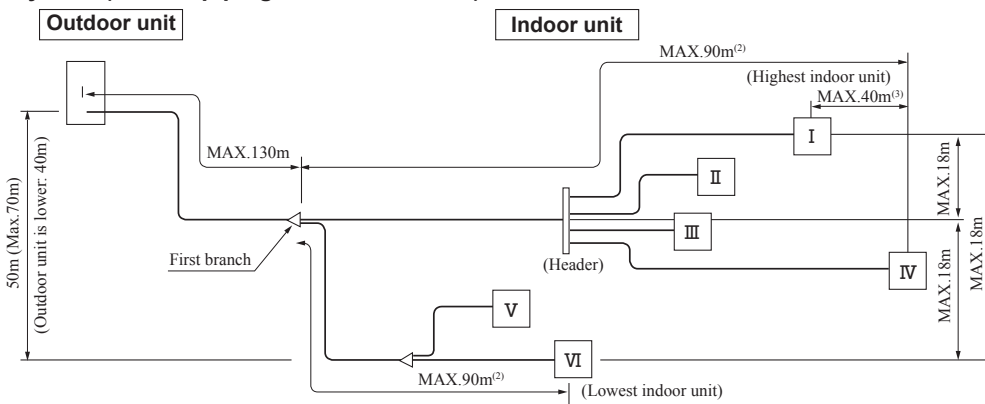 Outdoor unit
Indoor unit
MAX.90m(2)
(Highest indoor unit)
MAX.40m(3)
I
MAX.130m
II
III
IV
MAX.18m
MAX.18m
MAX.18m
50m (Max.70m)
(Outdoor unit is lower: 40m)
First branch
(Header)
V
VI
MAX.90m(2)
(Lowest indoor unit)